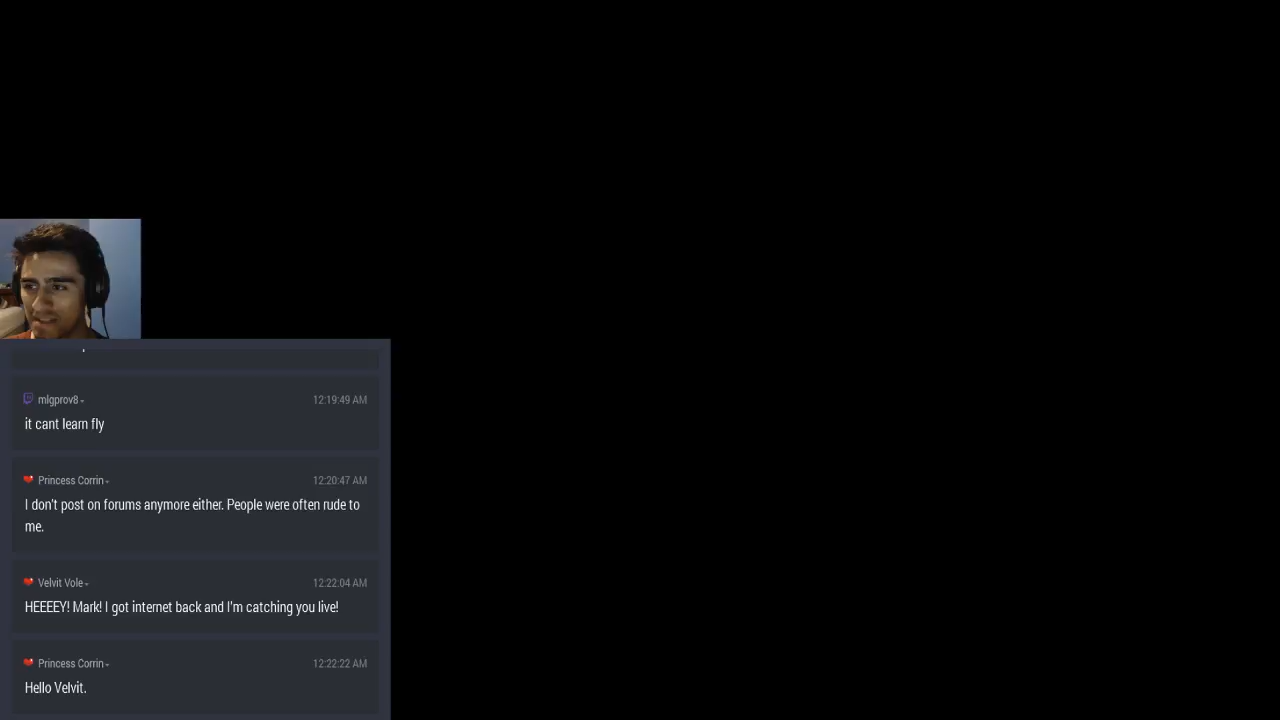 mlgprov8
12:19:49 AM
it cant learn fly
Princess Corrin
12:20:47 AM
I don't post on forums anymore either. People were often rude to
me.
Velvit Vole
12:22:04 AM
HEEEEY! Mark! I got internet back and I'm catching you live!
Princess Corrin
12:22:22 AM
Hello Velvit.